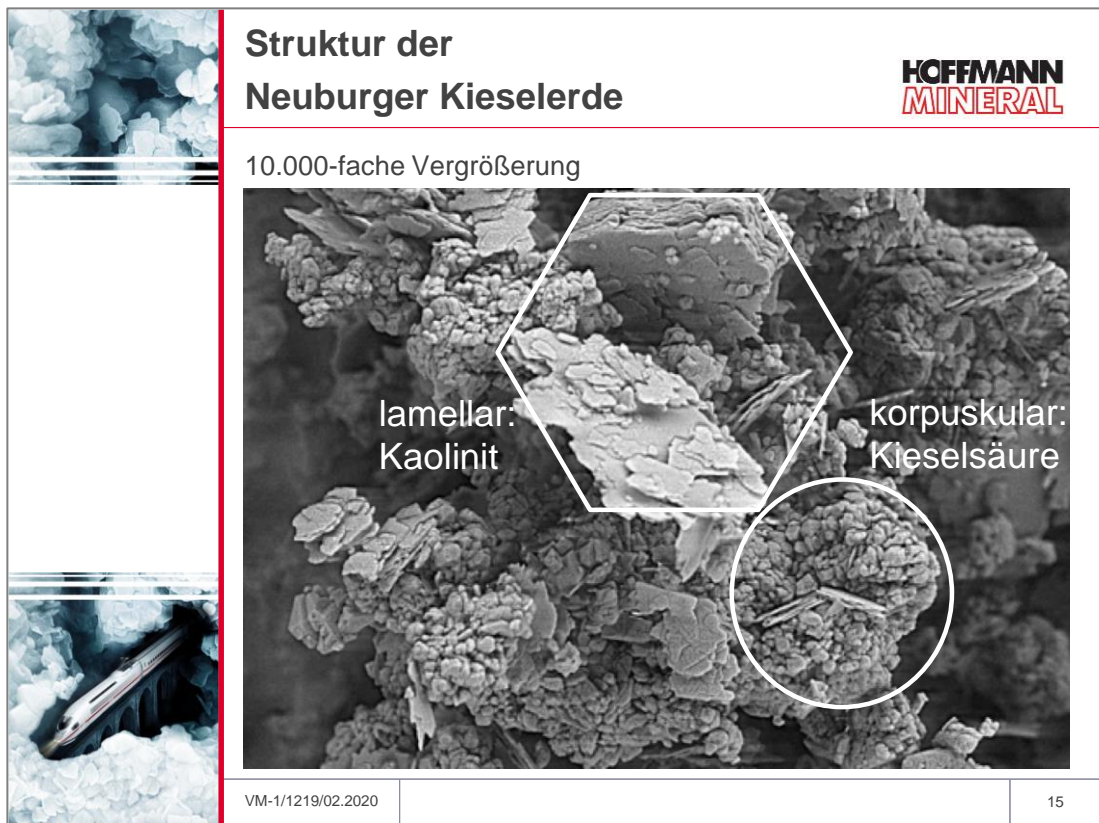 Struktur der
Neuburger Kieselerde
HOFFMANN
MINERAL
10.000-fache Vergrößerung
lamellar:
Kaolinit
korpuskular:
Kieselsäure
VM-1/1219/02.2020
15